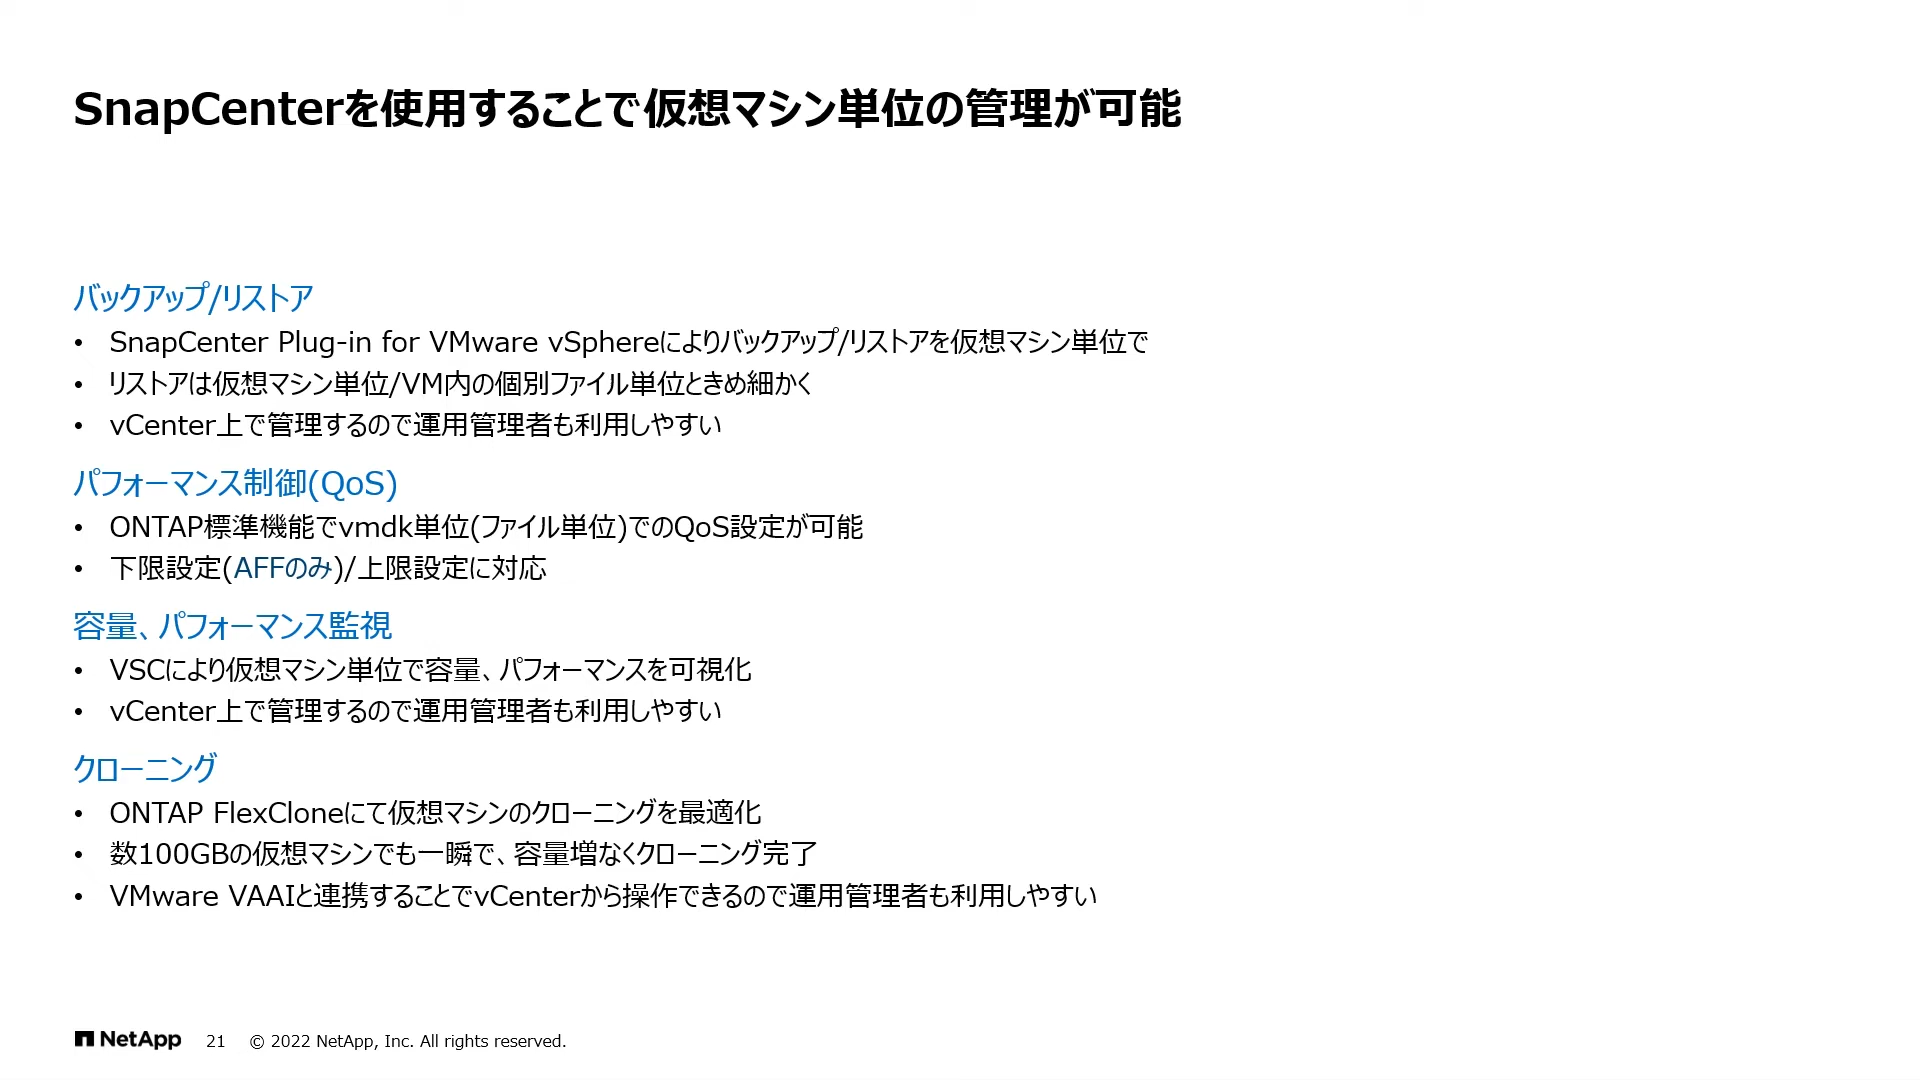 SnapCenterを使用することで仮想マシン単位の管理が可能
バックアップ/リストア
• SnapCenter Plug-in for VMware vSphereによりバックアップ/リストアを仮想マシン単位で
• リストアは仮想マシン単位/VM内の個別ファイル単位ときめ細かく
• vCenter上で管理するので運用管理者も利用しやすい
パフォーマンス制御(QoS)
• ONTAP標準機能でvmdk単位(ファイル単位)でのQoS設定が可能
• 下限設定(AFFのみ)/上限設定に対応
容量、パフォーマンス監視
• VSCにより仮想マシン単位で容量、パフォーマンスを可視化
• vCenter上で管理するので運用管理者も利用しやすい
クローニング
• ONTAP FlexCloneにて仮想マシンのクローニングを最適化
• 数100GBの仮想マシンでも一瞬で、容量増なくクローニング完了
• VMware VAAIと連携することでvCenterから操作できるので運用管理者も利用しやすい
NetApp 21 © 2022 NetApp, Inc. All rights reserved.